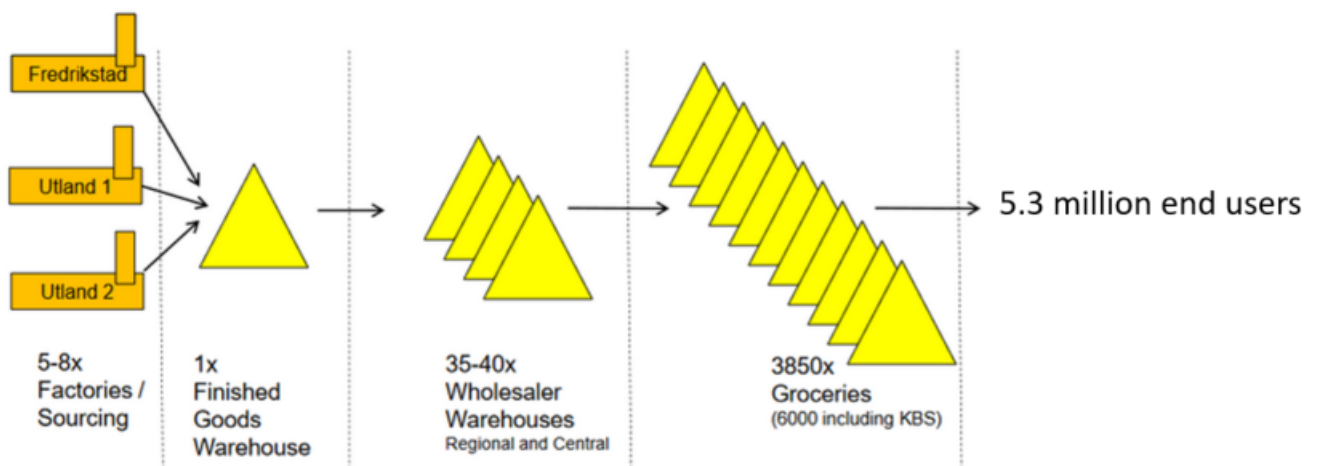 Fredrikstad
Utland 1
Utland 2
5.3 million end users
5-8x
Factories /
Sourcing
1x
Finished
Goods
Warehouse
35-40x
Wholesaler
Warehouses
Regional and Central
3850x
Groceries
(6000 including KBS)